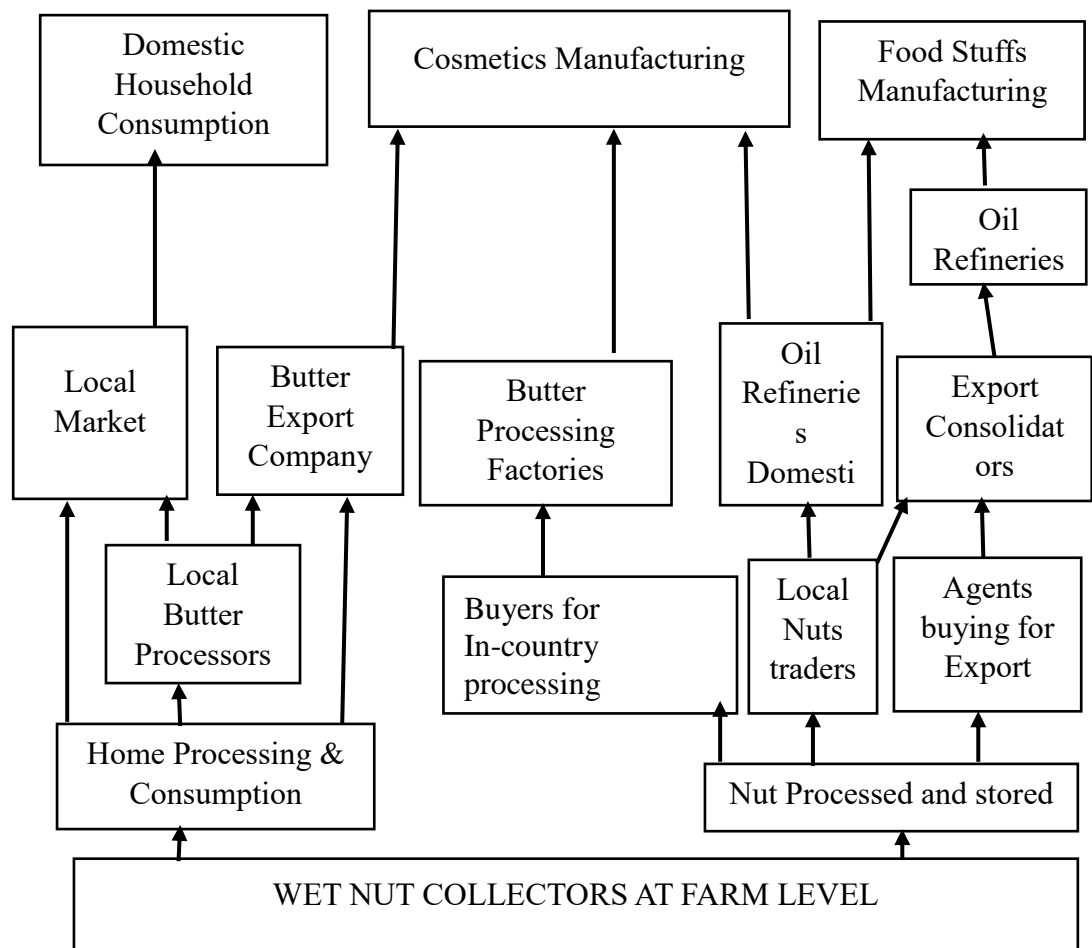 Domestic
Household
Consumption
Cosmetics Manufacturing
Food Stuffs
Manufacturing
Oil
Refineries
Local
Market
Butter
Export
Company
Butter
Processing
Factories
Oil
Refinerie
s
Domesti
Export
Consolidat
ors
Local
Butter
Processors
Buyers for
In-country
processing
Local
Nuts
traders
Agents
buying for
Export
Home Processing &
Consumption
Nut Processed and stored
WET NUT COLLECTORS AT FARM LEVEL